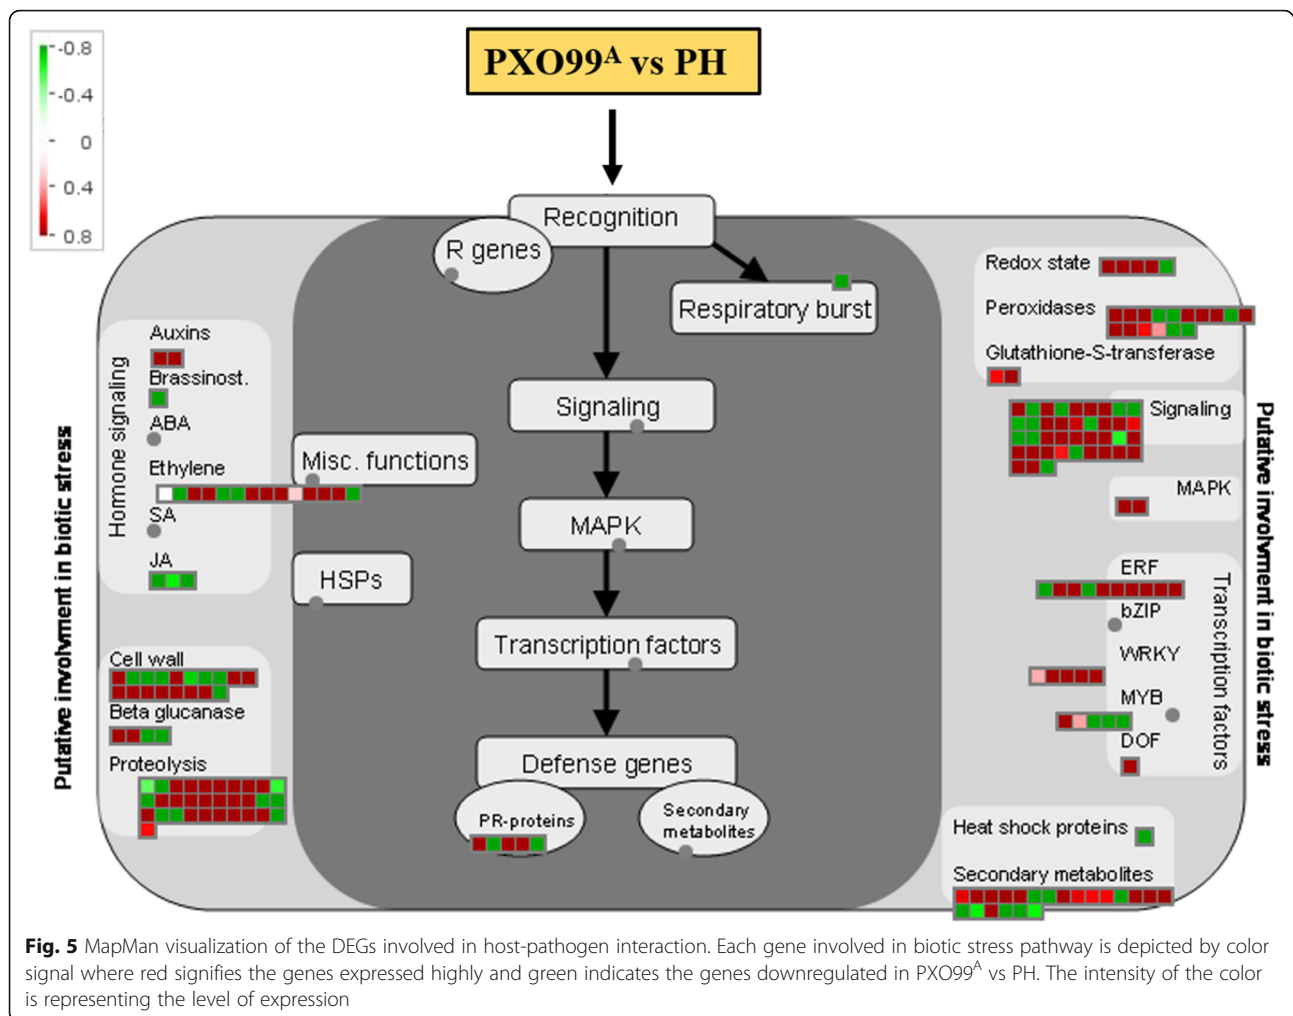 -0.8
-0.4
0
0.4
0.8
PXO99A vs PH
Recognition
R genes
Respiratory burst
Signaling
Misc. functions
MAPK
HSPs
Transcription factors
Defense genes
PR-proteins
Secondary
metabolites
Putative involvment in biotic stress
Hormone signaling
Auxins
Brassinost.
ABA
Ethylene
SA
JA
Cell wall
Beta glucanase
Proteolysis
Redox state
Peroxidases
Glutathione-S-transferase
Signaling
MAPK
ERF
bZIP
WRKY
MYB
DOF
Transcription factors
Putative involvment in biotic stress
Heat shock proteins
Secondary metabolites
Fig. 5 MapMan visualization of the DEGs involved in host-pathogen interaction. Each gene involved in biotic stress pathway is depicted by color
signal where red signifies the genes expressed highly and green indicates the genes downregulated in PXO99A vs PH. The intensity of the color
is representing the level of expression